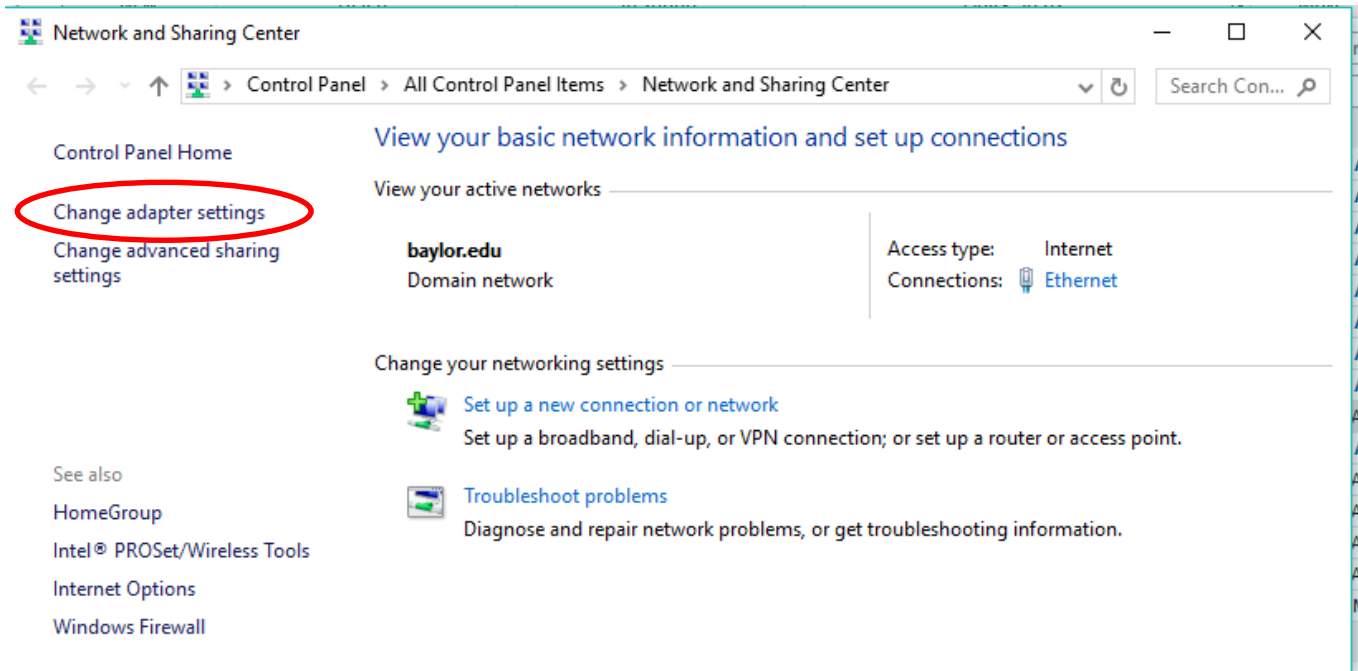 Network and Sharing Center
Control Panel > All Control Panel Items > Network and Sharing Center
Search Con...
Control Panel Home
Change adapter settings
Change advanced sharing
settings
View your basic network information and set up connections
View your active networks
baylor.edu
Domain network
Access type: Internet
Connections: Ethernet
Change your networking settings
Set up a new connection or network
Set up a broadband, dial-up, or VPN connection; or set up a router or access point.
Troubleshoot problems
Diagnose and repair network problems, or get troubleshooting information.
See also
HomeGroup
Intel® PROSet/Wireless Tools
Internet Options
Windows Firewall